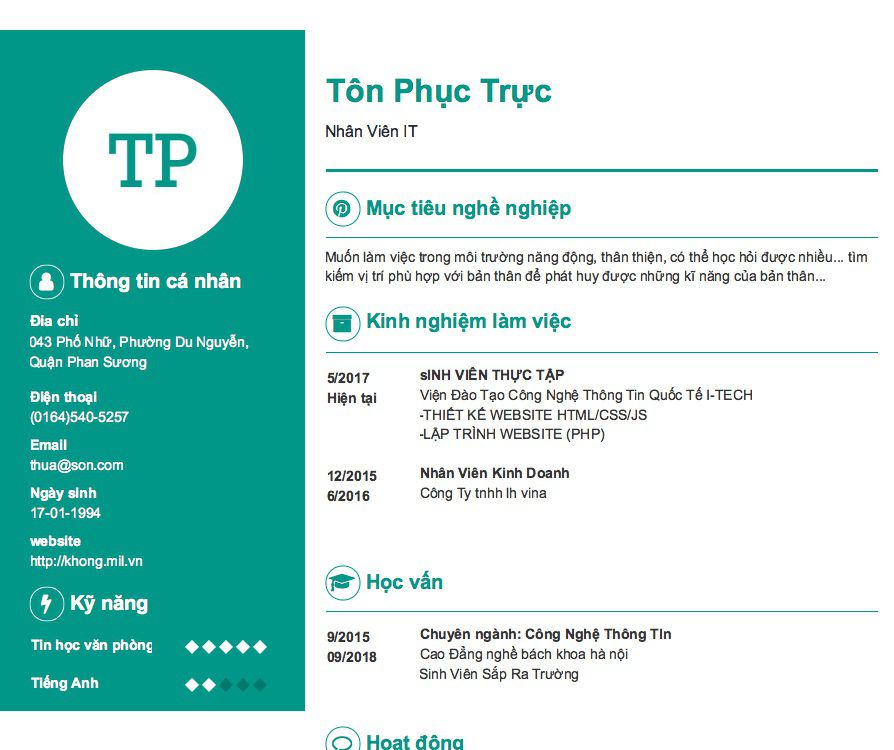 TP
Thông tin cá nhân
Đia chỉ
043 Phố Nhữ, Phường Du Nguyễn,
Quận Phan Sương
Điện thoại
(0164)540-5257
Email
thua@son.com
Ngày sinh
17-01-1994
website
http://khong.mil.vn
Kỹ năng
Tin học văn phòng
Tiếng Anh
Tôn Phục Trực
Nhân Viên IT
Mục tiêu nghề nghiệp
Muốn làm việc trong môi trường năng động, thân thiện, có thể học hỏi được nhiều... tìm
kiếm vị trí phù hợp với bản thân để phát huy được những kĩ năng của bản thân...
Kinh nghiệm làm việc
5/2017
Hiện tại
sINH VIÊN THỰC TẬP
Viện Đào Tạo Công Nghệ Thông Tin Quốc Tế I-TECH
-THIẾT KẾ WEBSITE HTML/CSS/JS
-LẬP TRÌNH WEBSITE (PHP)
12/2015
6/2016
Nhân Viên Kinh Doanh
Công Ty tnhh lh vina
Học vấn
9/2015
09/2018
Chuyên ngành: Công Nghệ Thông TIn
Cao Đẳng nghề bách khoa hà nội
Sinh Viên Sắp Ra Trường
Hoạt động